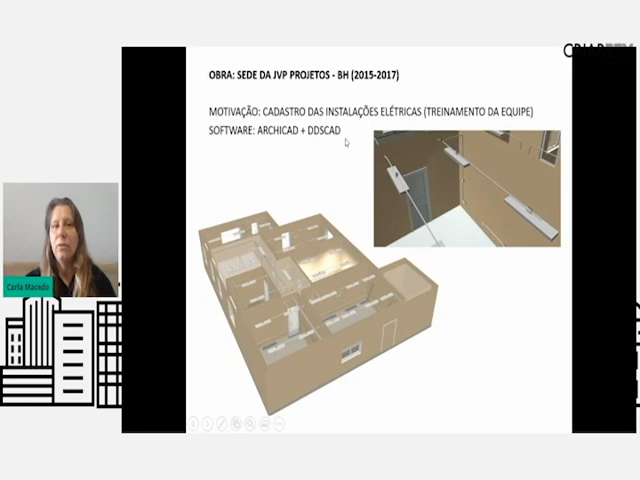 OBRA: SEDE DA JVP PROJETOS - BH (2015-2017)
MOTIVAÇÃO: CADASTRO DAS INSTALAÇÕES ELÉTRICAS (TREINAMENTO DA EQUIPE)
SOFTWARE: ARCHICAD + DDSCAD
Carla Macedo